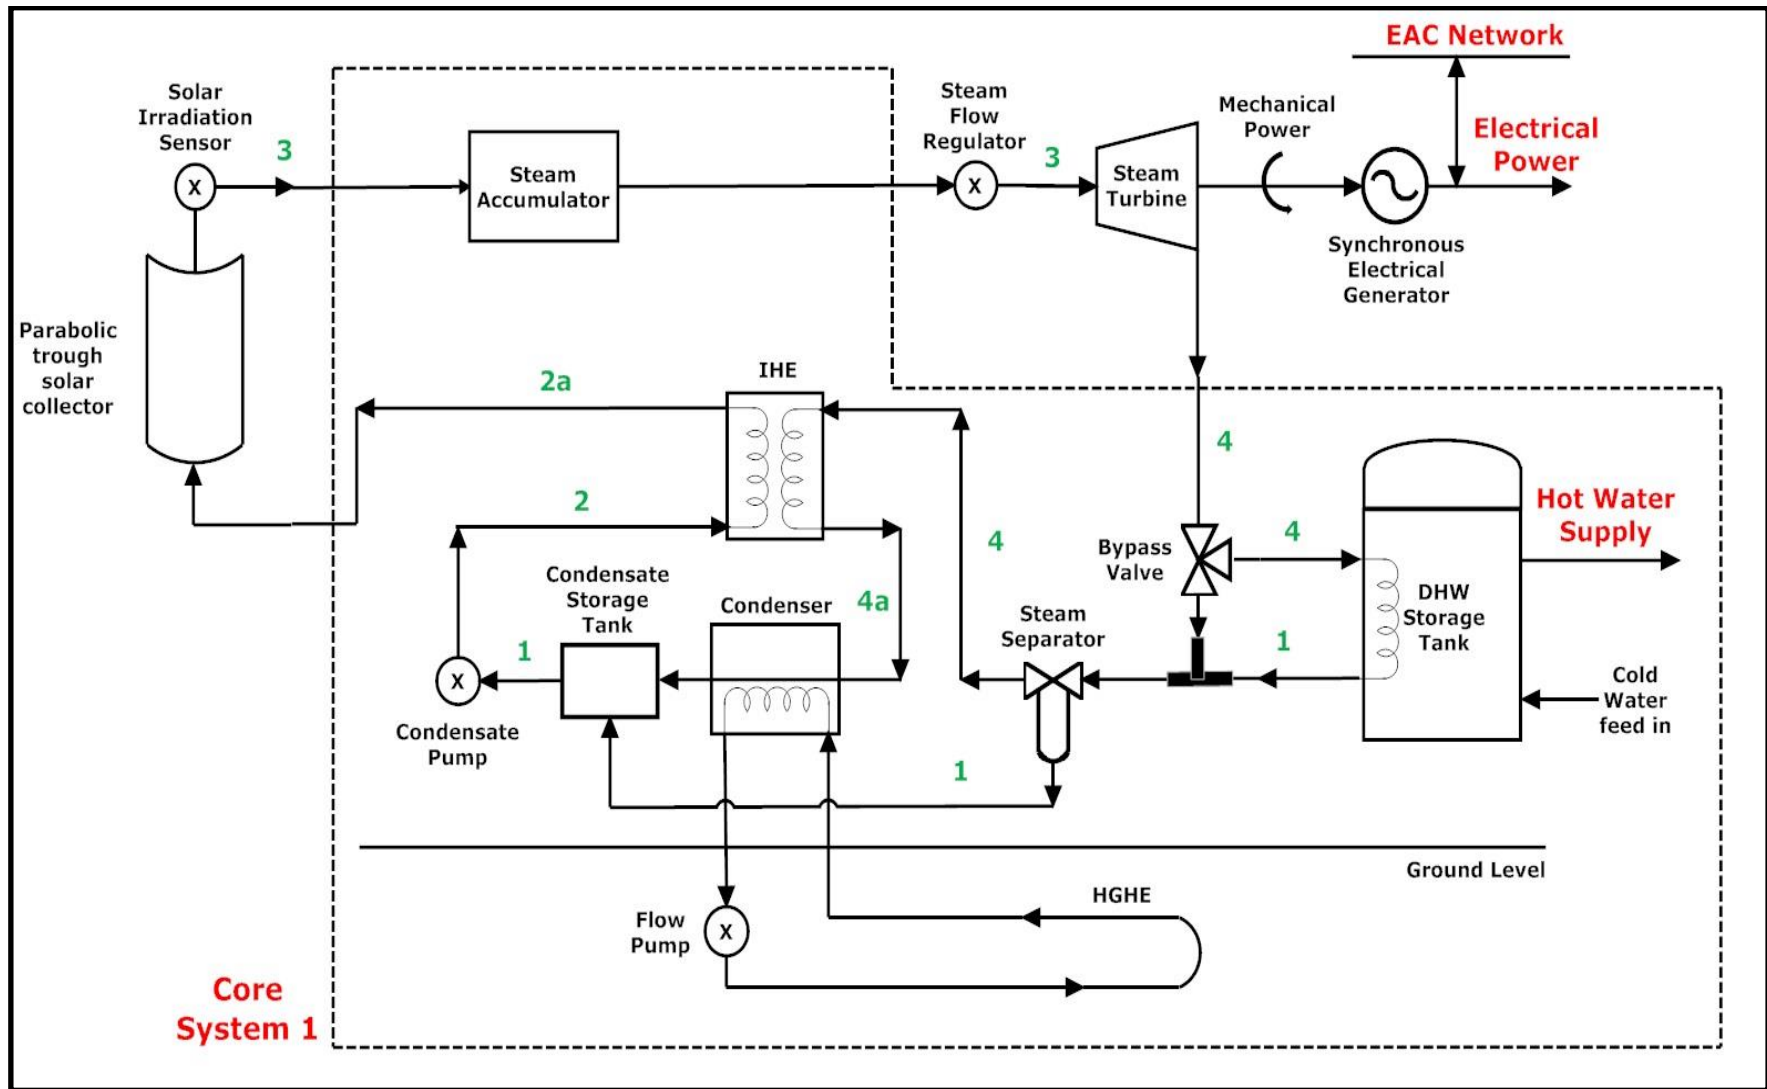 EAC Network
Solar
Irradiation
Sensor
3
X
Steam
Accumulator
Steam
Flow
Regulator
X
3
Steam
Turbine
Mechanical
Power
Electrical
Power
Synchronous
Electrical
Generator
Parabolic
trough
solar
collector
2a
IHE
2
4
4
4
Bypass
Valve
Hot Water
Supply
DHW
Storage
Tank
Cold
Water
feed in
Condensate
Storage
Tank
Condenser
4a
Steam
Separator
1
1
X
Condensate
Pump
1
Ground Level
HGHE
Flow
Pump
X
Core
System 1